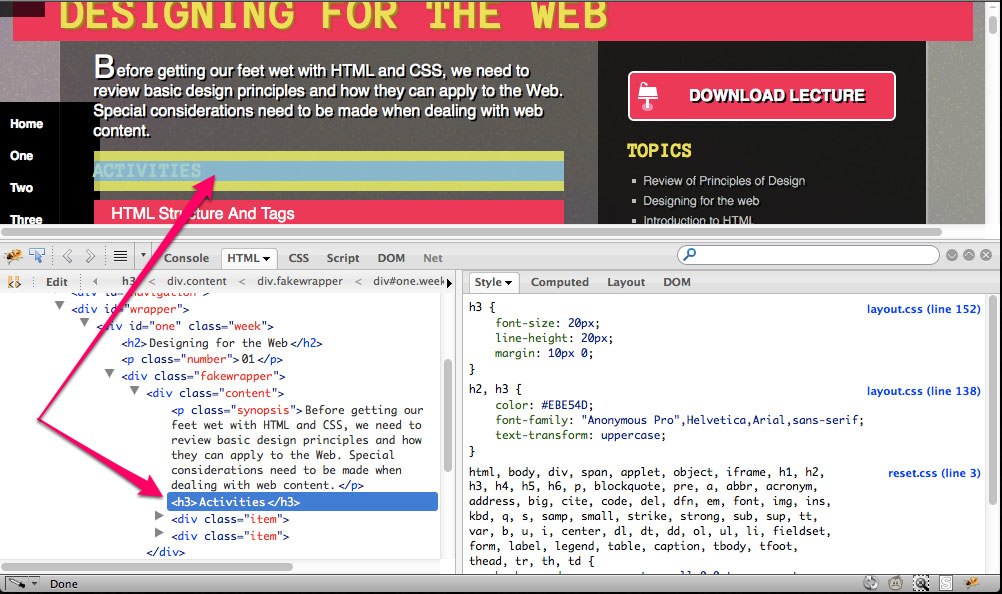 DESIGNING FOR THE WEB
Before getting our feet wet with HTML and CSS, we need to
review basic design principles and how they can apply to the Web.
Special considerations need to be made when dealing with web
content.
ACTIVITIES
HTML Structure And Tags
Home
One
Two
Three
DOWNLOAD LECTURE
TOPICS
Review of Principles of Design
Designing for the web
Introduction to HTML
Console HTML CSS Script DOM Net
Edit h3 < div.content < div.fakewrapper < div#one.week
<div id="navigation">
<div id="wrapper">
<div id="one" class="week">
<h2>Designing for the Web</h2>
<p class="number">01</p>
<div class="fakewrapper">
<div class="content">
<p class="synopsis">Before getting our
feet wet with HTML and CSS, we need to
review basic design principles and how
they can apply to the Web. Special
considerations need to be made when
dealing with web content.</p>
<h3>Activities</h3>
<div class="item">
<div class="item">
</div>
Style Computed Layout DOM
h3 { layout.css (line 152)
font-size: 20px;
line-height: 20px;
margin: 10px 0;
}
h2, h3 { layout.css (line 138)
color: #EBE54D;
font-family: "Anonymous Pro",Helvetica,Arial,sans-serif;
text-transform: uppercase;
}
html, body, div, span, applet, object, iframe, h1, h2, reset.css (line 3)
h3, h4, h5, h6, p, blockquote, pre, a, abbr, acronym,
address, big, cite, code, del, dfn, em, font, img, ins,
kbd, q, s, samp, small, strike, strong, sub, sup, tt,
var, b, u, i, center, dl, dt, dd, ol, ul, li, fieldset,
form, label, legend, table, caption, tbody, tfoot,
thead, tr, th, td {
Done